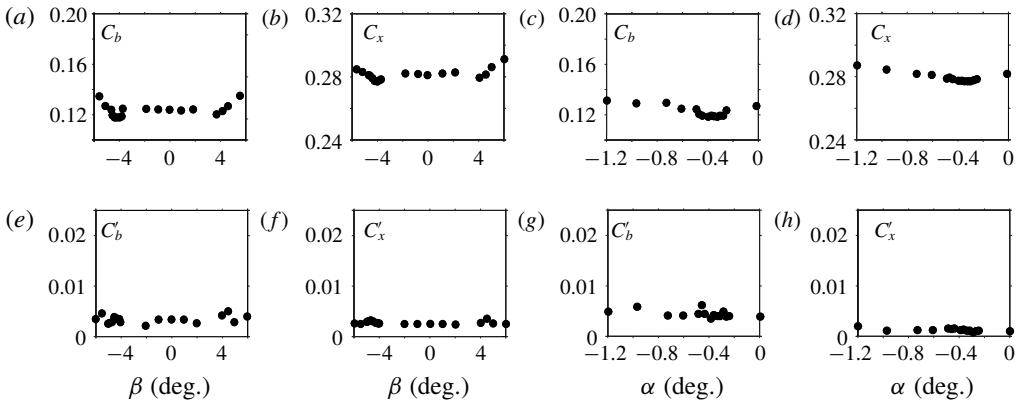 (a) (b) (c) (d)
0.20 0.32 0.20 0.32
C_b C_x C_b C_x
0.16 0.28 0.16 0.28
0.12 0.12
0.24 0.24
−4 0 4 −4 0 4 −1.2 −0.8 −0.4 0 −1.2 −0.8 −0.4 0
(e) (f) (g) (h)
C′_b C′_x C′_b C′_x
0.02 0.02 0.02 0.02
0.01 0.01 0.01 0.01
0 0 0 0
−4 0 4 −4 0 4 −1.2 −0.8 −0.4 0 −1.2 −0.8 −0.4 0
β (deg.) β (deg.) α (deg.) α (deg.)